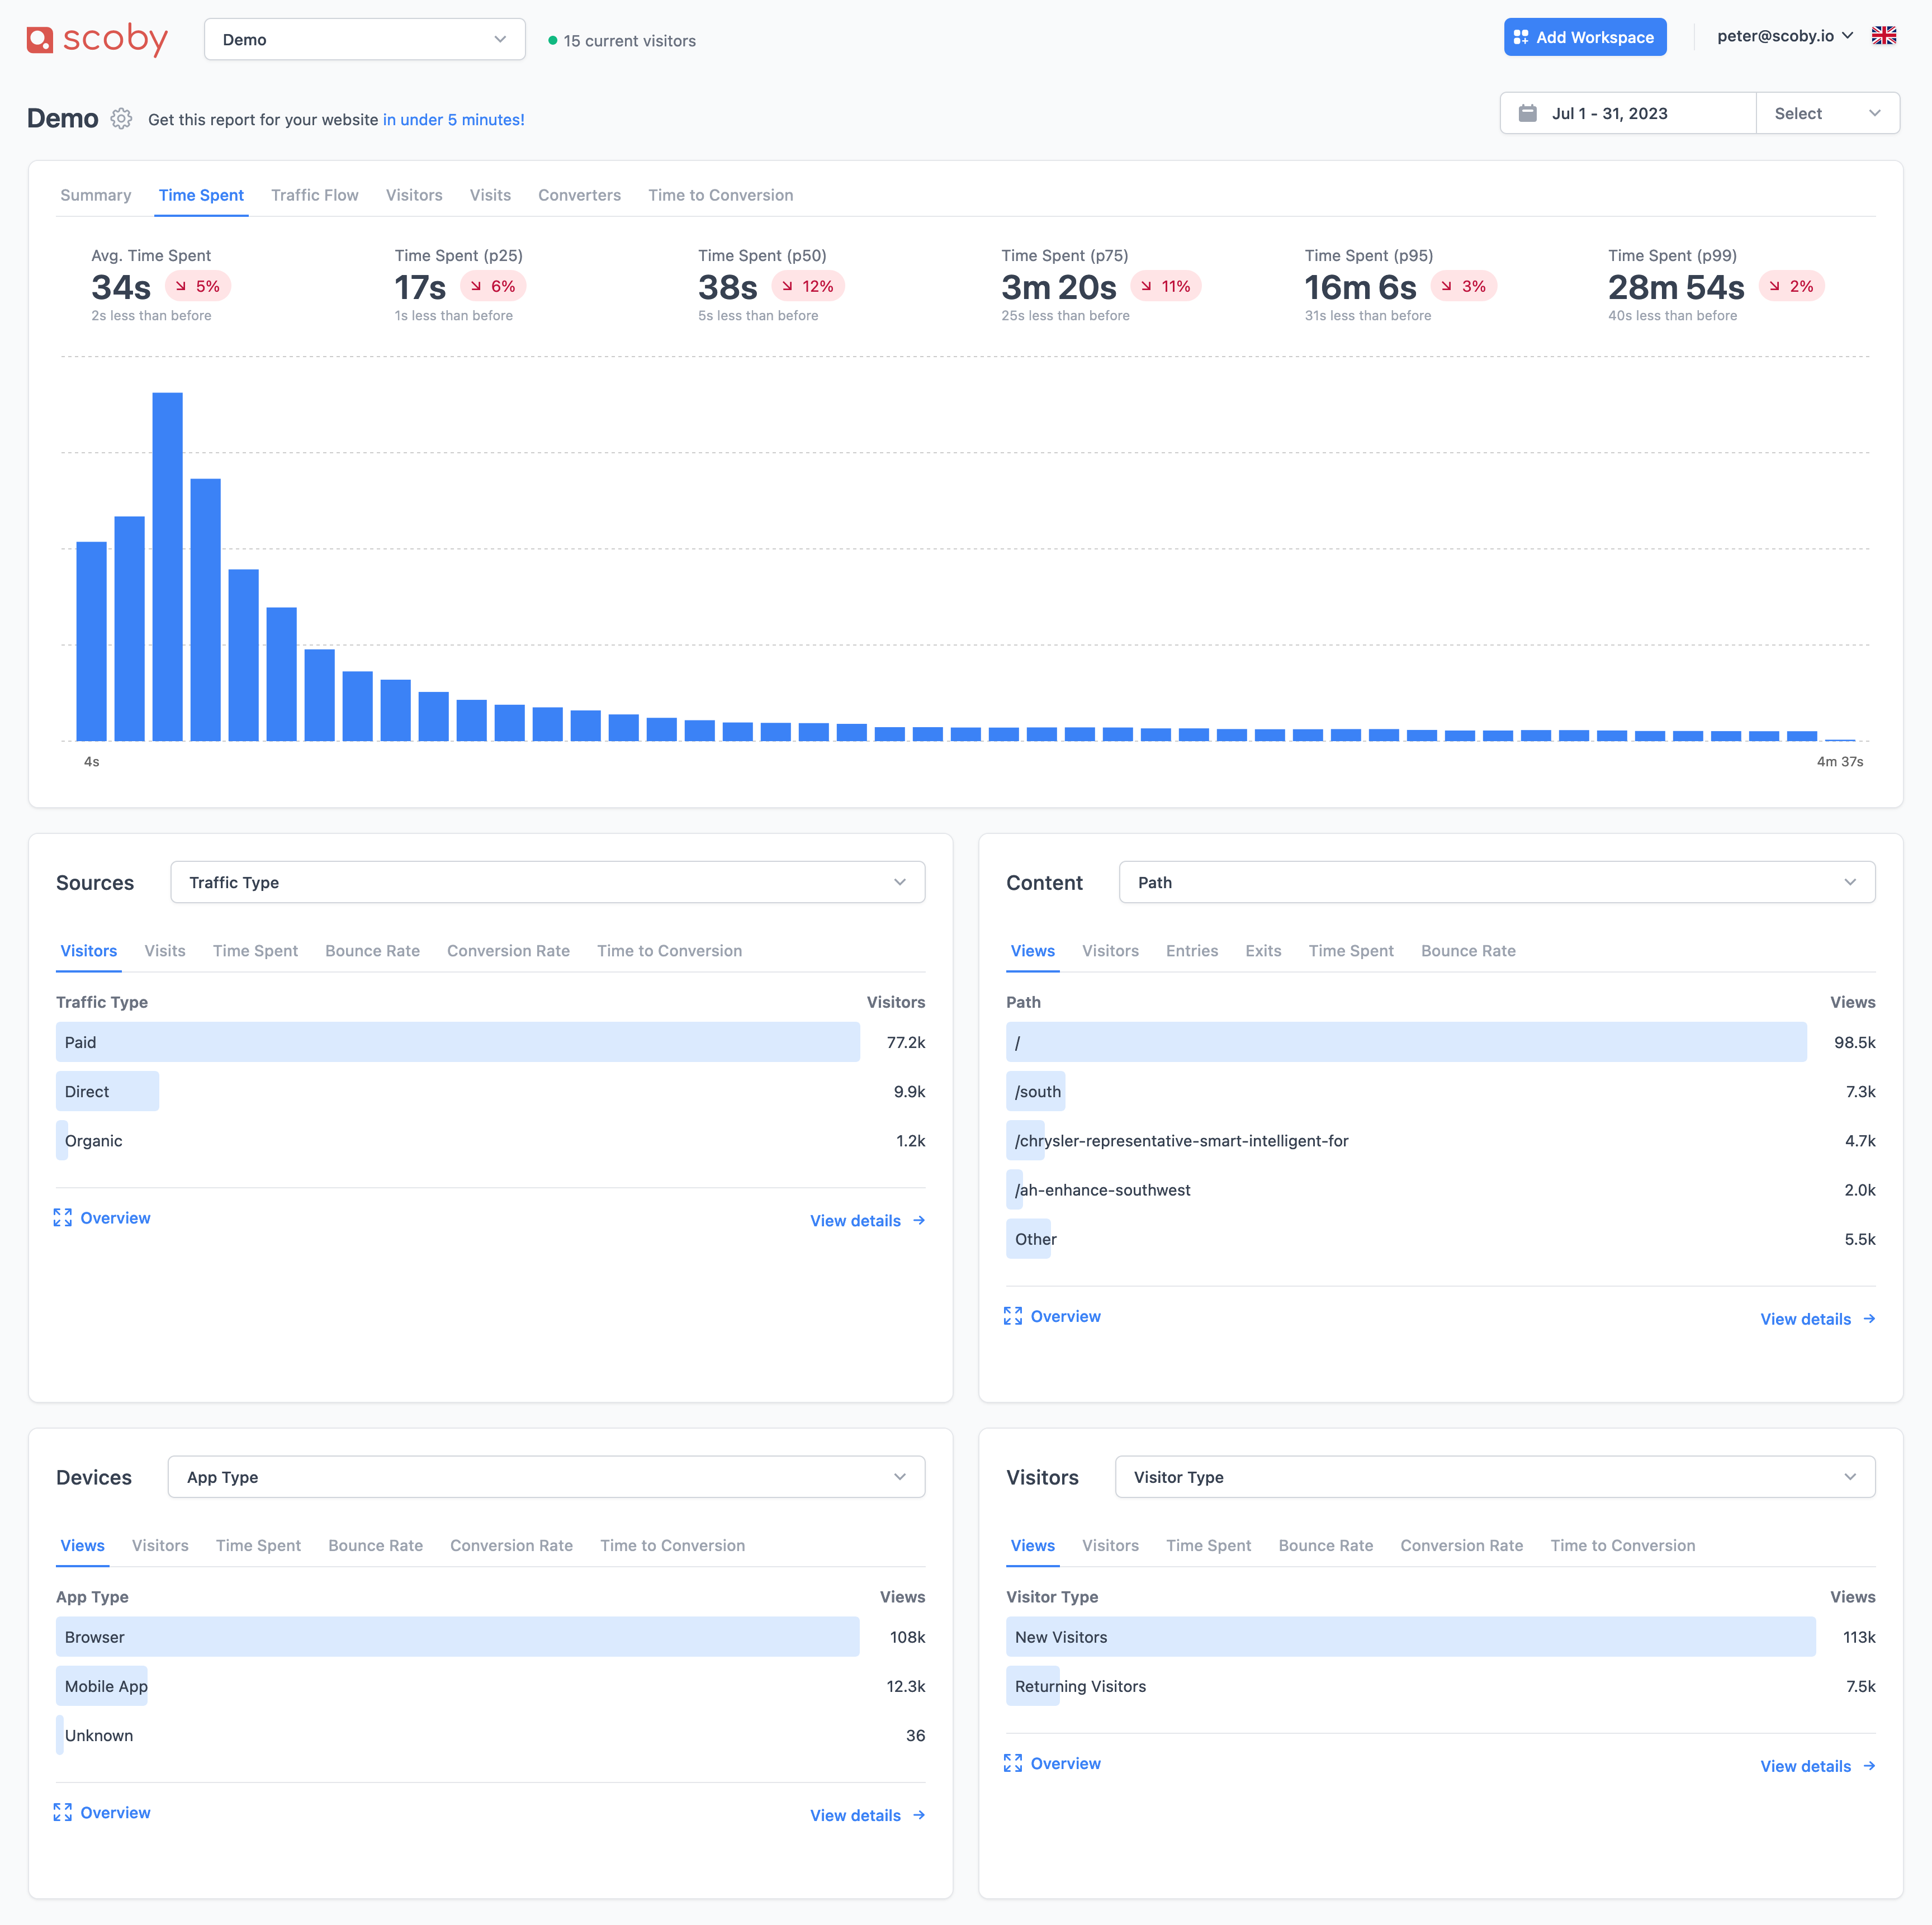 scoby
Demo
15 current visitors
Add Workspace
peter@scoby.io
Demo
Get this report for your website in under 5 minutes!
Jul 1 - 31, 2023
Select
Summary Time Spent Traffic Flow Visitors Visits Converters Time to Conversion
Avg. Time Spent
34s 5%
2s less than before
Time Spent (p25)
17s 6%
1s less than before
Time Spent (p50)
38s 12%
5s less than before
Time Spent (p75)
3m 20s 11%
25s less than before
Time Spent (p95)
16m 6s 3%
31s less than before
Time Spent (p99)
28m 54s 2%
40s less than before
4s
4m 37s
Sources
Traffic Type
Visitors Visits Time Spent Bounce Rate Conversion Rate Time to Conversion
Traffic Type Visitors
Paid 77.2k
Direct 9.9k
Organic 1.2k
Overview
View details
Content
Path
Views Visitors Entries Exits Time Spent Bounce Rate
Path Views
/ 98.5k
/south 7.3k
/chrysler-representative-smart-intelligent-for 4.7k
/ah-enhance-southwest 2.0k
Other 5.5k
Overview
View details
Devices
App Type
Views Visitors Time Spent Bounce Rate Conversion Rate Time to Conversion
App Type Views
Browser 108k
Mobile App 12.3k
Unknown 36
Overview
View details
Visitors
Visitor Type
Views Visitors Time Spent Bounce Rate Conversion Rate Time to Conversion
Visitor Type Views
New Visitors 113k
Returning Visitors 7.5k
Overview
View details